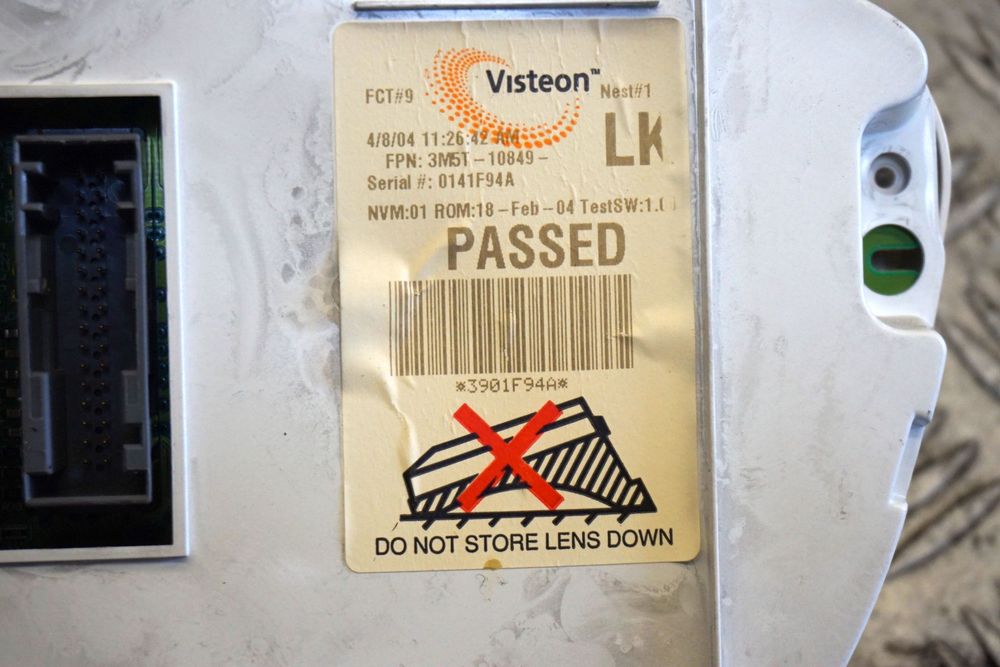 Visteon™
FCT#9 Nest#1
LK
4/8/04 11:26:42 AM
FPN: 3M5T-10849-
Serial #: 0141F94A
NVM:01 ROM:18-Feb-04 TestSW:1.
PASSED
*3901F94A*
DO NOT STORE LENS DOWN